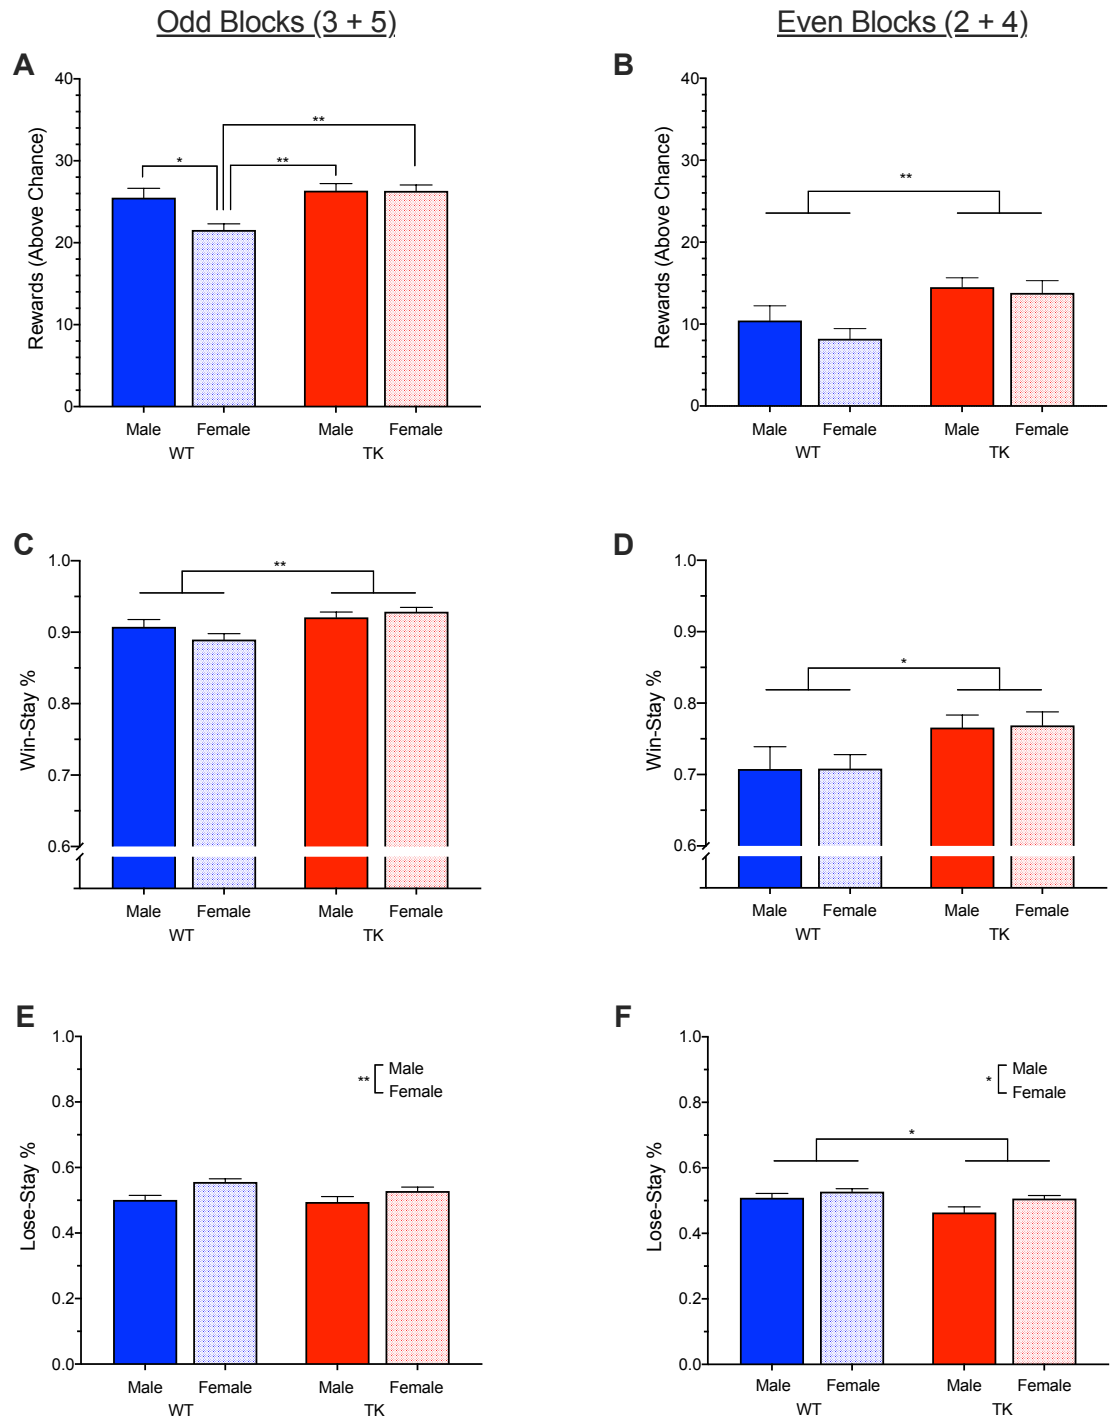 Odd Blocks (3 + 5)
Even Blocks (2 + 4)
A
Rewards (Above Chance)
40
30
20
10
0
*
**
**
Male Female Male Female
WT TK
B
Rewards (Above Chance)
40
30
20
10
0
**
Male Female Male Female
WT TK
C
Win-Stay %
1.0
0.9
0.8
0.7
0.6
**
Male Female Male Female
WT TK
D
Win-Stay %
1.0
0.9
0.8
0.7
0.6
*
Male Female Male Female
WT TK
E
Lose-Stay %
1.0
0.8
0.6
0.4
0.2
0.0
** Male
Female
Male Female Male Female
WT TK
F
Lose-Stay %
1.0
0.8
0.6
0.4
0.2
0.0
* Male
Female
*
Male Female Male Female
WT TK